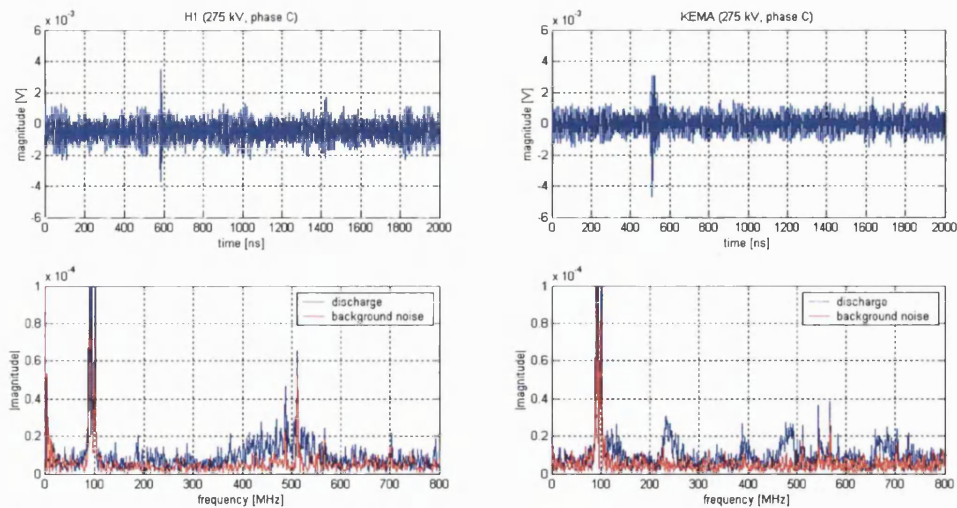 H1 (275 kV, phase C)
x 10⁻³
6
4
2
0
-2
-4
-6
magnitude [V]
0 200 400 600 800 1000 1200 1400 1600 1800 2000
time [ns]
KEMA (275 kV, phase C)
x 10⁻³
6
4
2
0
-2
-4
-6
magnitude [V]
0 200 400 600 800 1000 1200 1400 1600 1800 2000
time [ns]
x 10⁻⁴
1
0.8
0.6
0.4
0.2
0
|magnitude|
discharge
background noise
0 100 200 300 400 500 600 700 800
frequency [MHz]
x 10⁻⁴
1
0.8
0.6
0.4
0.2
0
|magnitude|
discharge
background noise
0 100 200 300 400 500 600 700 800
frequency [MHz]